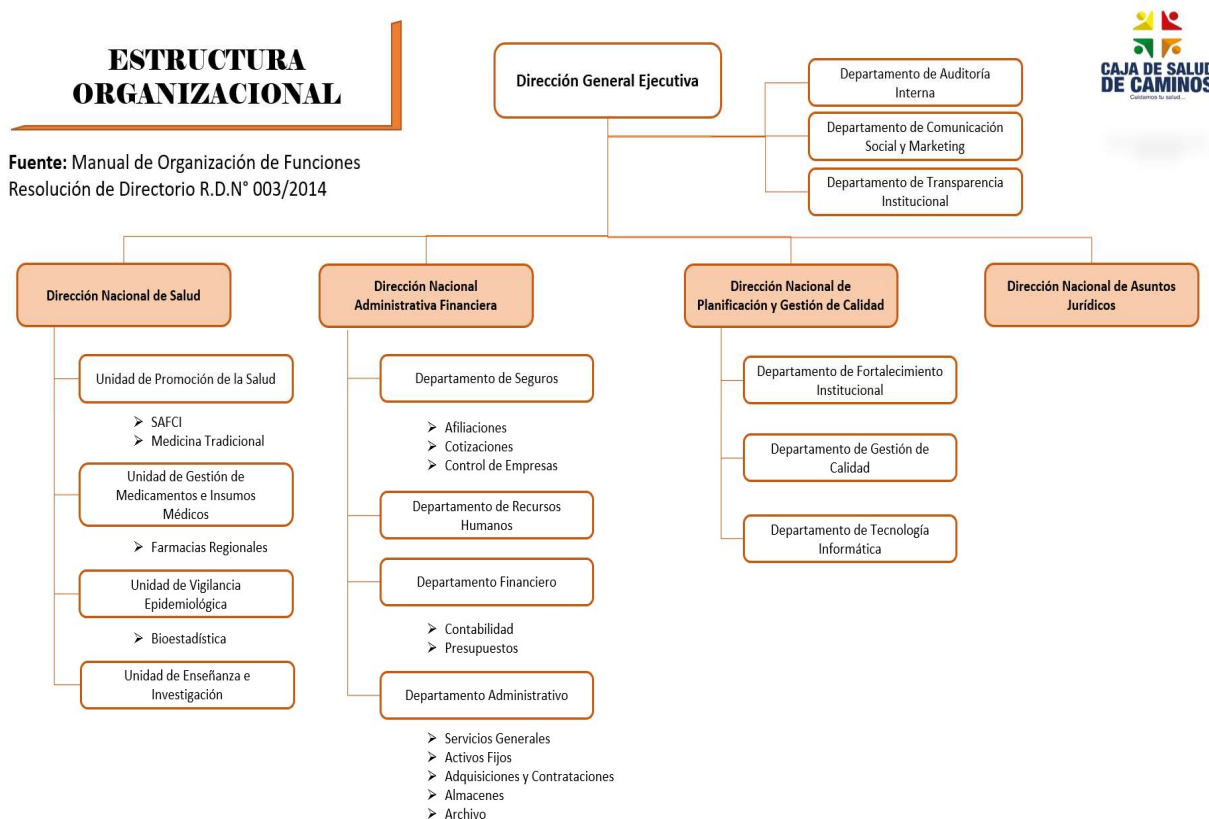 ESTRUCTURA
ORGANIZACIONAL
Fuente: Manual de Organización de Funciones
Resolución de Directorio R.D.N° 003/2014
Dirección General Ejecutiva
Departamento de Auditoría
Interna
Departamento de Comunicación
Social y Marketing
Departamento de Transparencia
Institucional
CAJA DE SALUD
DE CAMINOS
Cuidamos tu salud...
Dirección Nacional de Salud
Unidad de Promoción de la Salud
SAFCI
Medicina Tradicional
Unidad de Gestión de
Medicamentos e Insumos
Médicos
Farmacias Regionales
Unidad de Vigilancia
Epidemiológica
Bioestadística
Unidad de Enseñanza e
Investigación
Dirección Nacional
Administrativa Financiera
Departamento de Seguros
Afiliaciones
Cotizaciones
Control de Empresas
Departamento de Recursos
Humanos
Departamento Financiero
Contabilidad
Presupuestos
Departamento Administrativo
Servicios Generales
Activos Fijos
Adquisiciones y Contrataciones
Almacenes
Archivo
Dirección Nacional de
Planificación y Gestión de Calidad
Departamento de Fortalecimiento
Institucional
Departamento de Gestión de
Calidad
Departamento de Tecnología
Informática
Dirección Nacional de Asuntos
Jurídicos